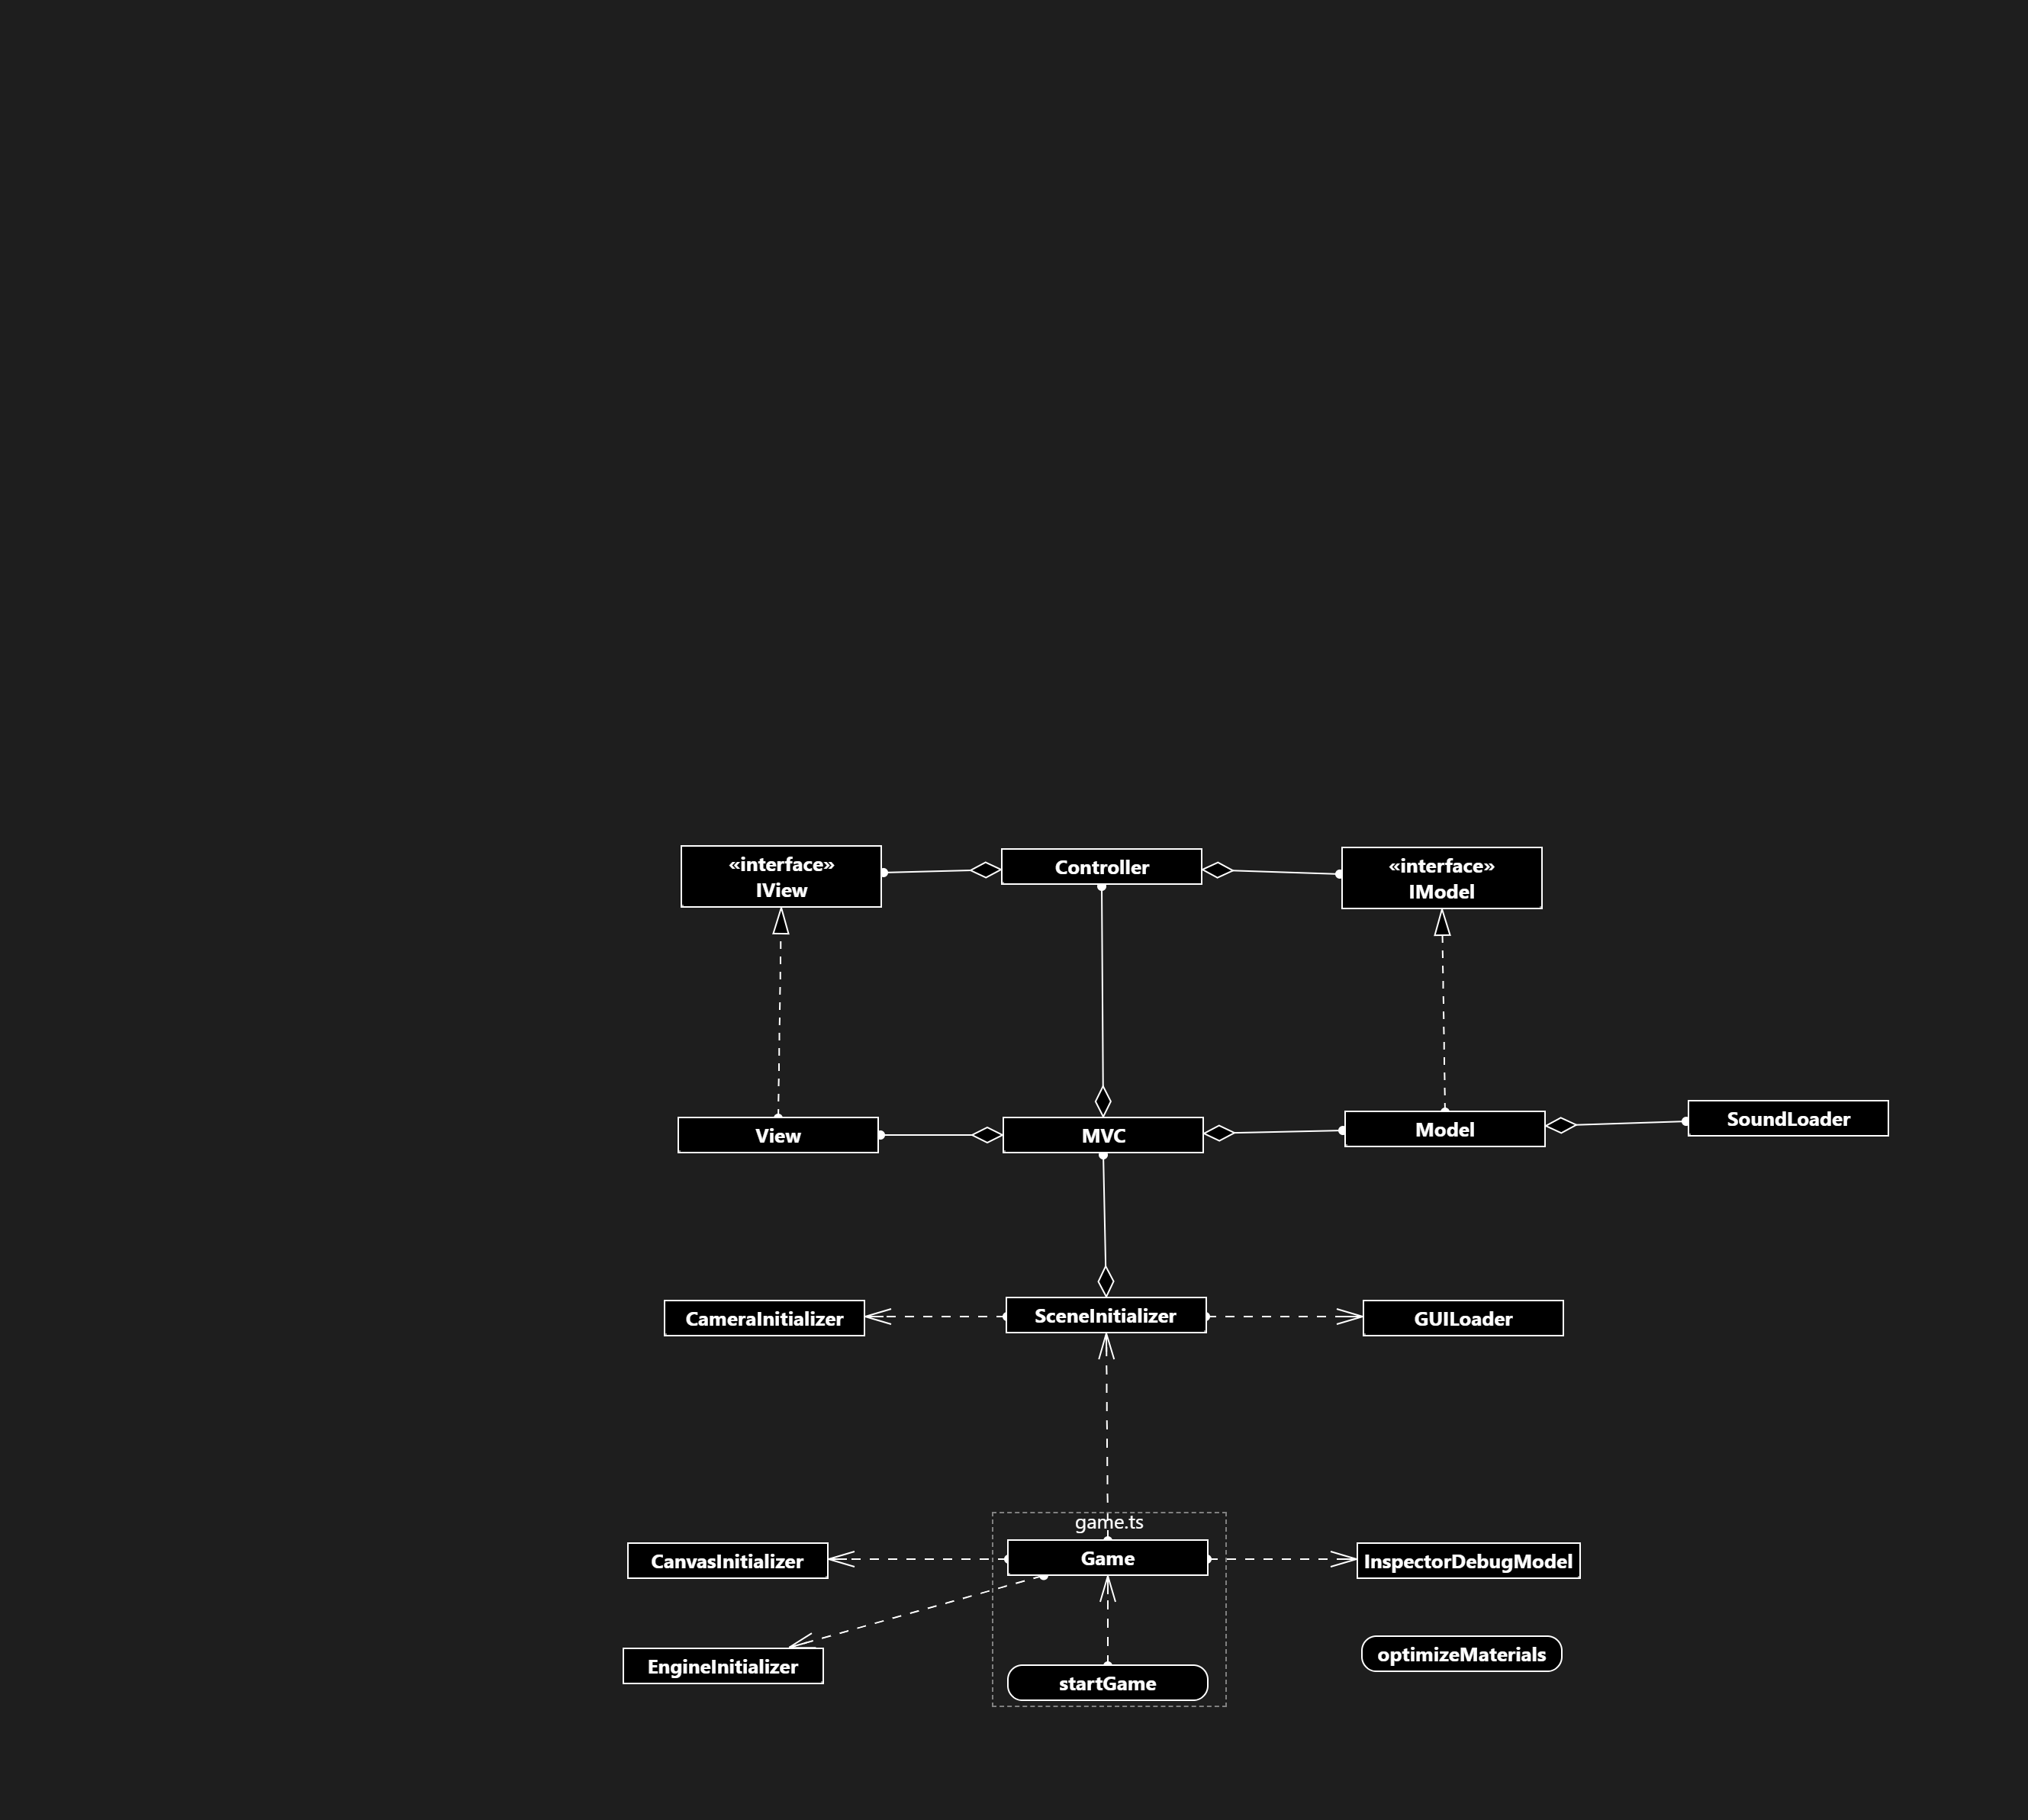 «interface»
IView
Controller
«interface»
IModel
View
MVC
Model
SoundLoader
CameraInitializer
SceneInitializer
GUILoader
game.ts
CanvasInitializer
Game
InspectorDebugModel
EngineInitializer
startGame
optimizeMaterials